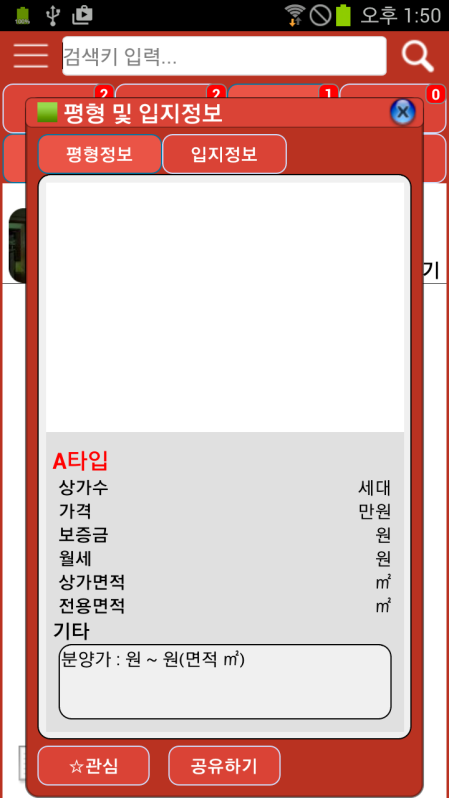 오후 1:50
검색키 입력...
2
2
1
0
평형 및 입지정보
평형정보 입지정보
기
A타입
상가수 세대
가격 만원
보증금 원
월세 원
상가면적 ㎡
전용면적 ㎡
기타
분양가 : 원 ~ 원(면적 ㎡)
☆관심 공유하기